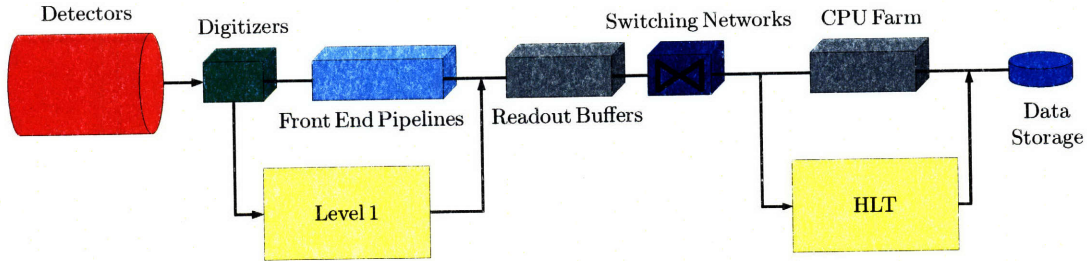 Detectors
Digitizers
Front End Pipelines
Readout Buffers
Switching Networks
CPU Farm
Data
Storage
Level 1
HLT